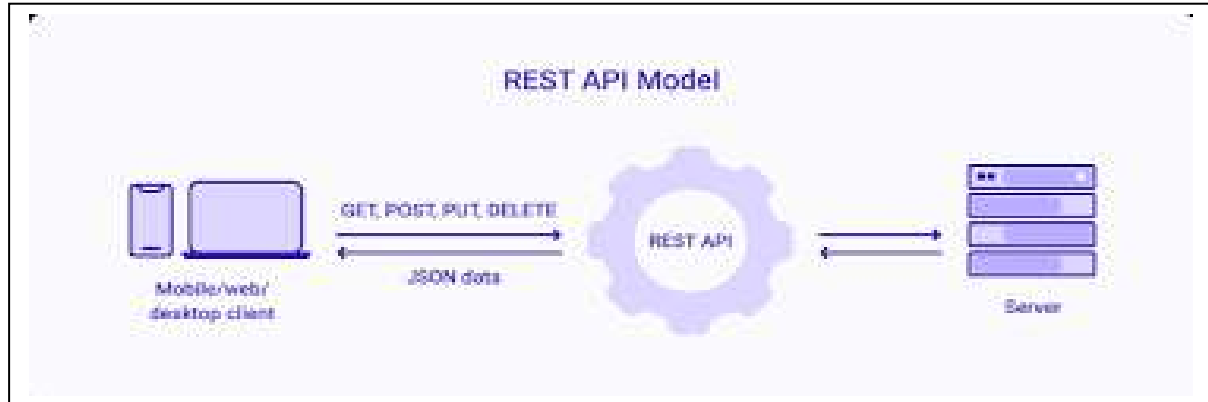 REST API Model
GET, POST, PUT, DELETE
REST API
JSON data
Mobile/web/
desktop client
Server